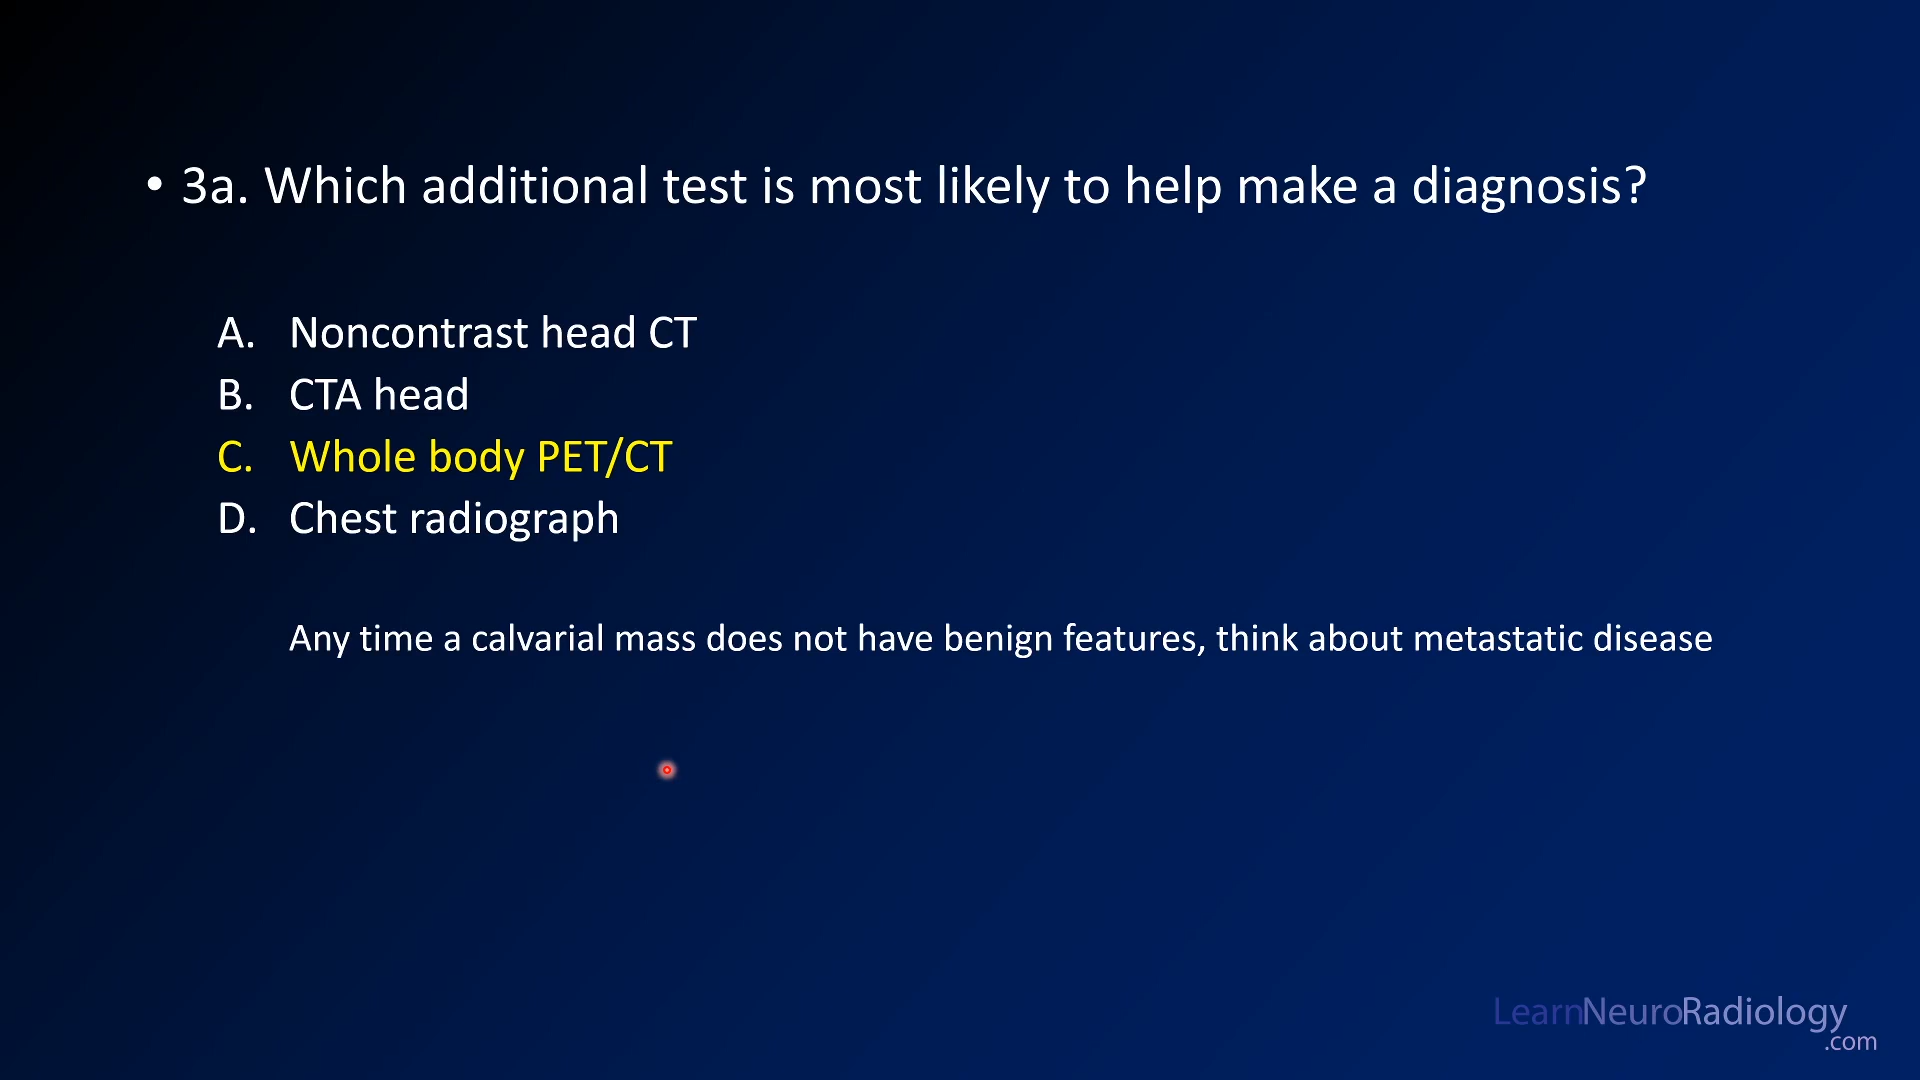 • 3a. Which additional test is most likely to help make a diagnosis?
A. Noncontrast head CT
B. CTA head
C. Whole body PET/CT
D. Chest radiograph
Any time a calvarial mass does not have benign features, think about metastatic disease
LearnNeuroRadiology
.com